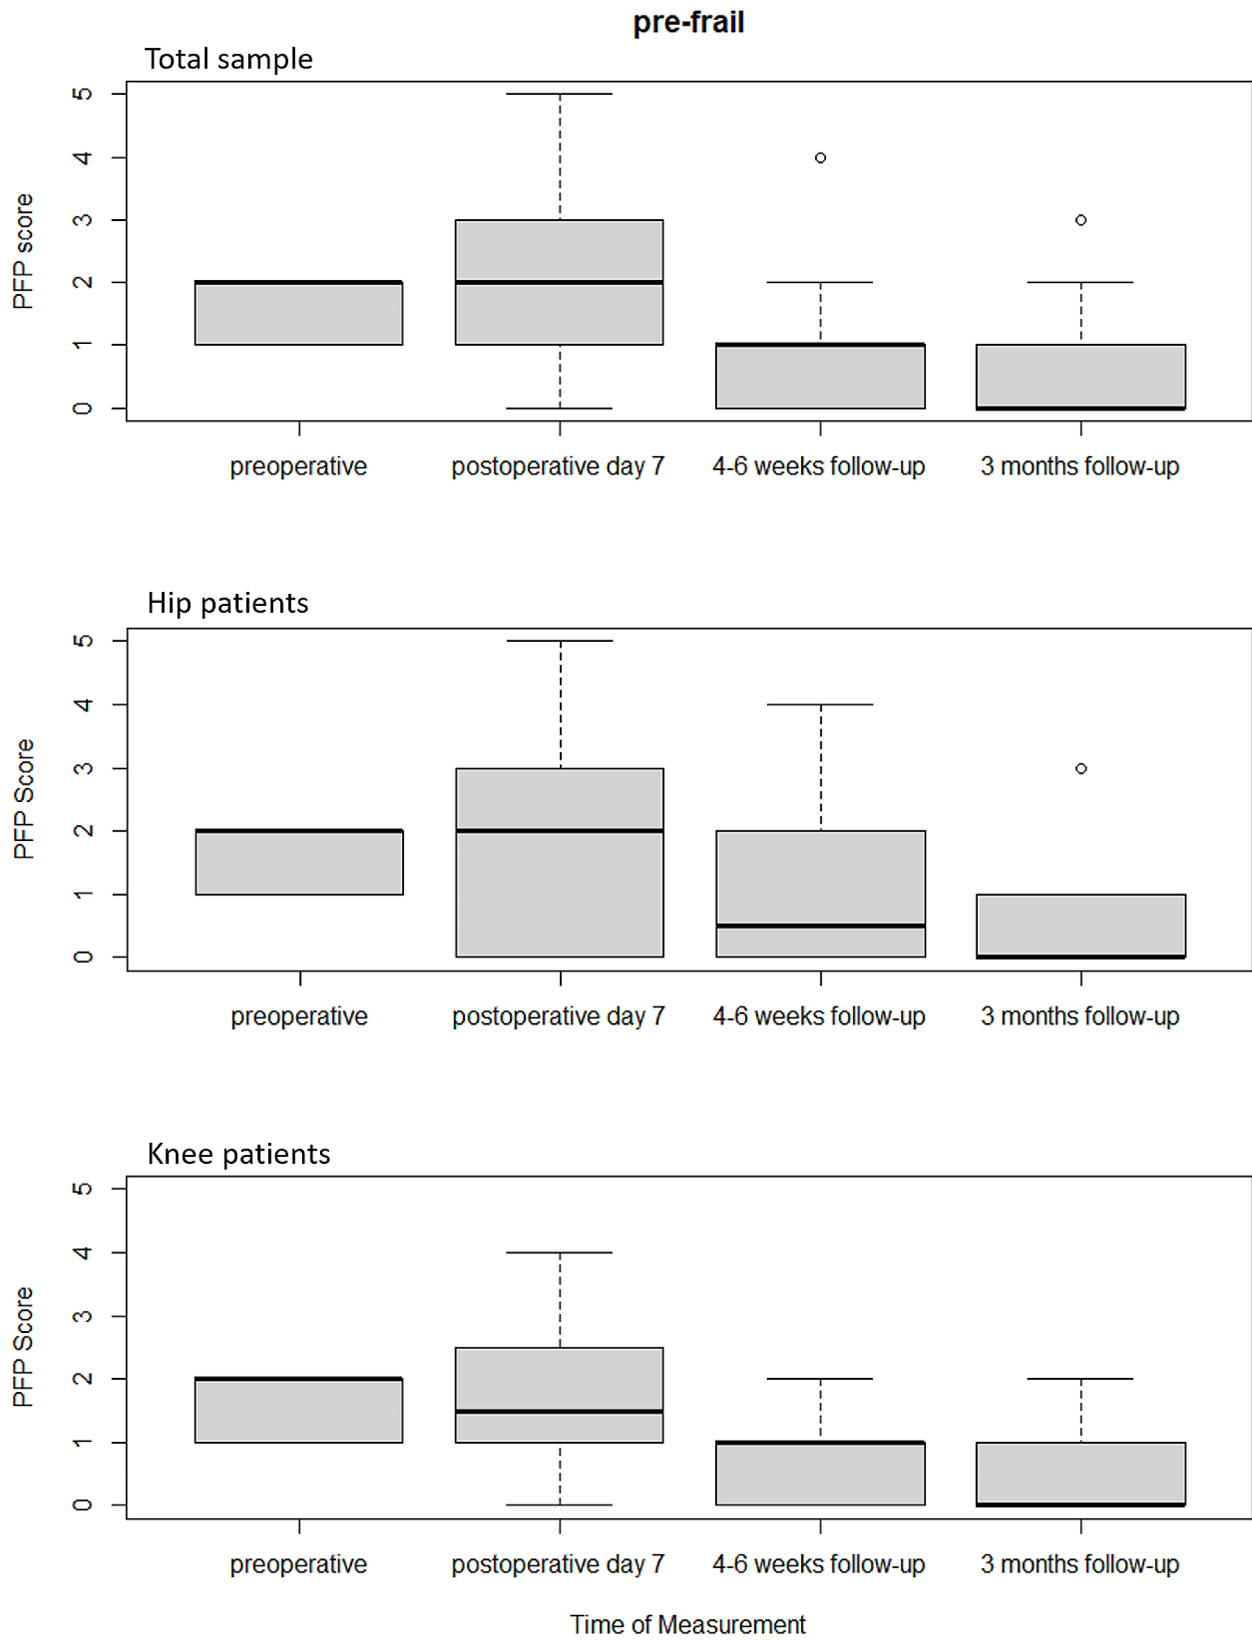 pre-frail
Total sample
PFP score
5
4
3
2
1
0
preoperative postoperative day 7 4-6 weeks follow-up 3 months follow-up
Hip patients
PFP Score
5
4
3
2
1
0
preoperative postoperative day 7 4-6 weeks follow-up 3 months follow-up
Knee patients
PFP Score
5
4
3
2
1
0
preoperative postoperative day 7 4-6 weeks follow-up 3 months follow-up
Time of Measurement